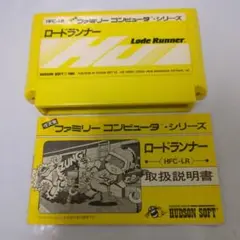 HFC-LR
ファミリー コンピュータ・シリーズ
ロードランナー
Lode Runner
HUDSON SOFT
ファミリー コンピュータ・シリーズ
ロードランナー
HFC-LR
取扱説明書
HUDSON SOFT